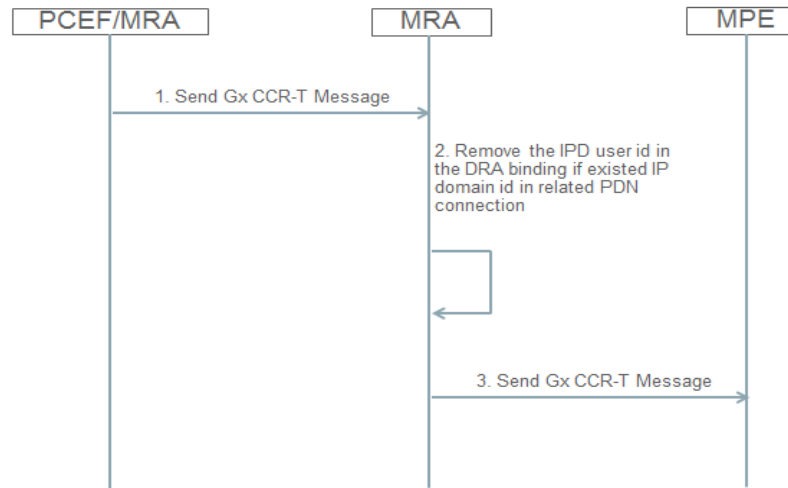 PCEF/MRA
MRA
MPE
1. Send Gx CCR-T Message
2. Remove the IPD user id in
the DRA binding if existed IP
domain id in related PDN
connection
3. Send Gx CCR-T Message